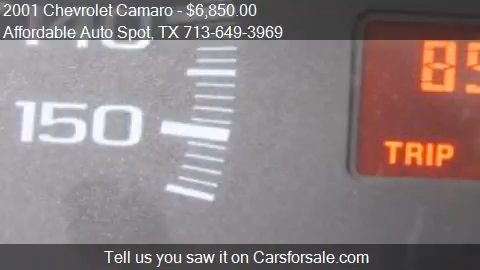 2001 Chevrolet Camaro - $6,850.00
Affordable Auto Spot, TX 713-649-3969
150
TRIP
Tell us you saw it on Carsforsale.com